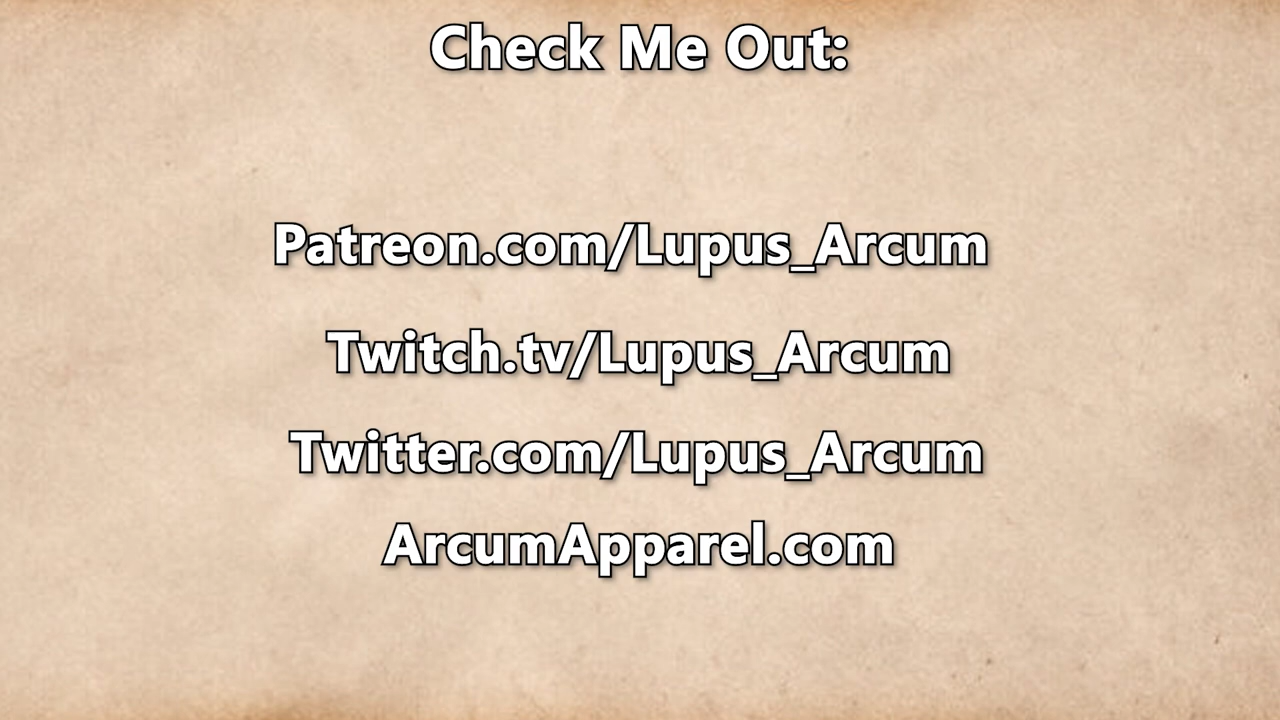 Check Me Out:
Patreon.com/Lupus_Arcum
Twitch.tv/Lupus_Arcum
Twitter.com/Lupus_Arcum
ArcumApparel.com